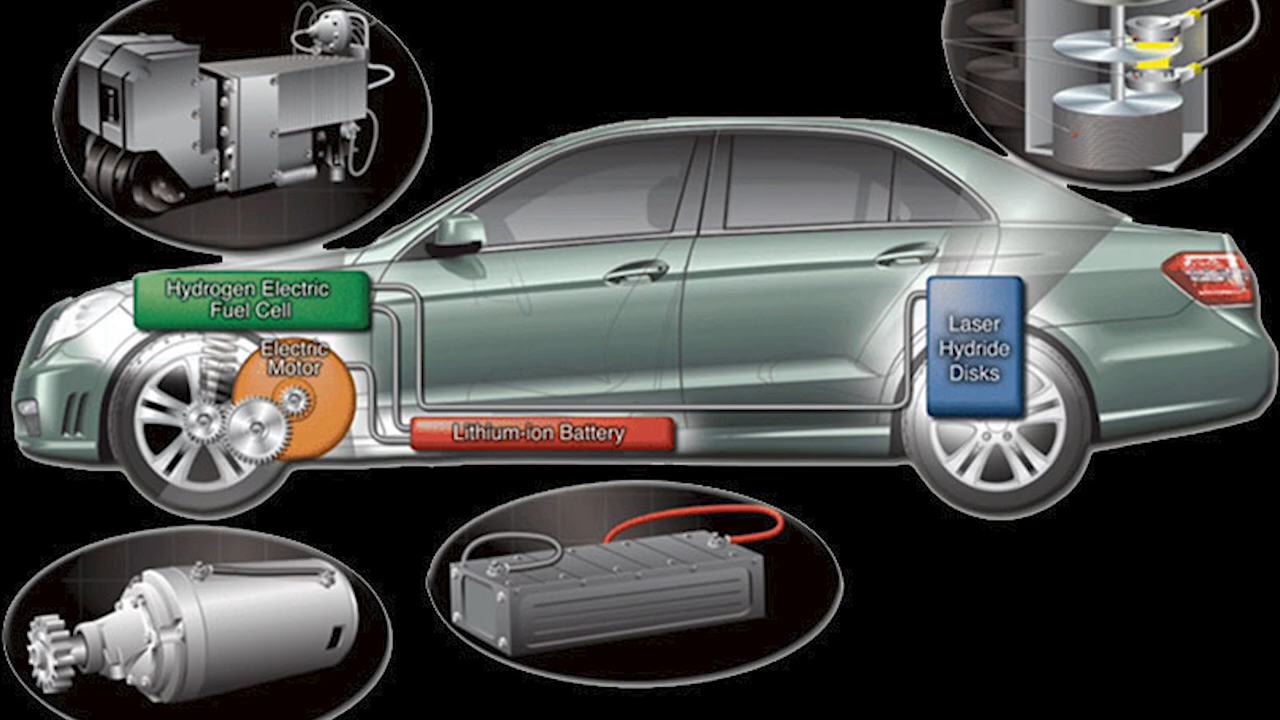 Hydrogen Electric
Fuel Cell
Electric
Motor
Laser
Hydride
Disks
Lithium-ion Battery